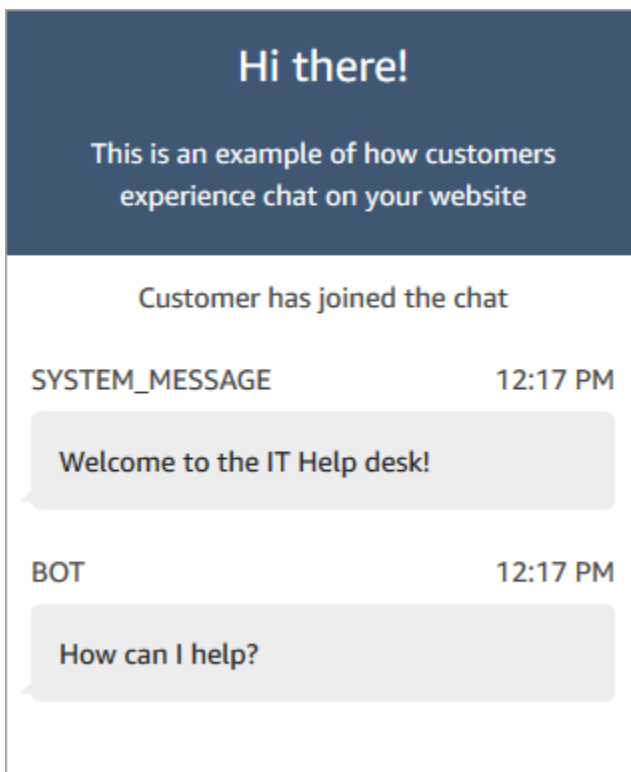 Hi there!
This is an example of how customers
experience chat on your website
Customer has joined the chat
SYSTEM_MESSAGE 12:17 PM
Welcome to the IT Help desk!
BOT 12:17 PM
How can I help?